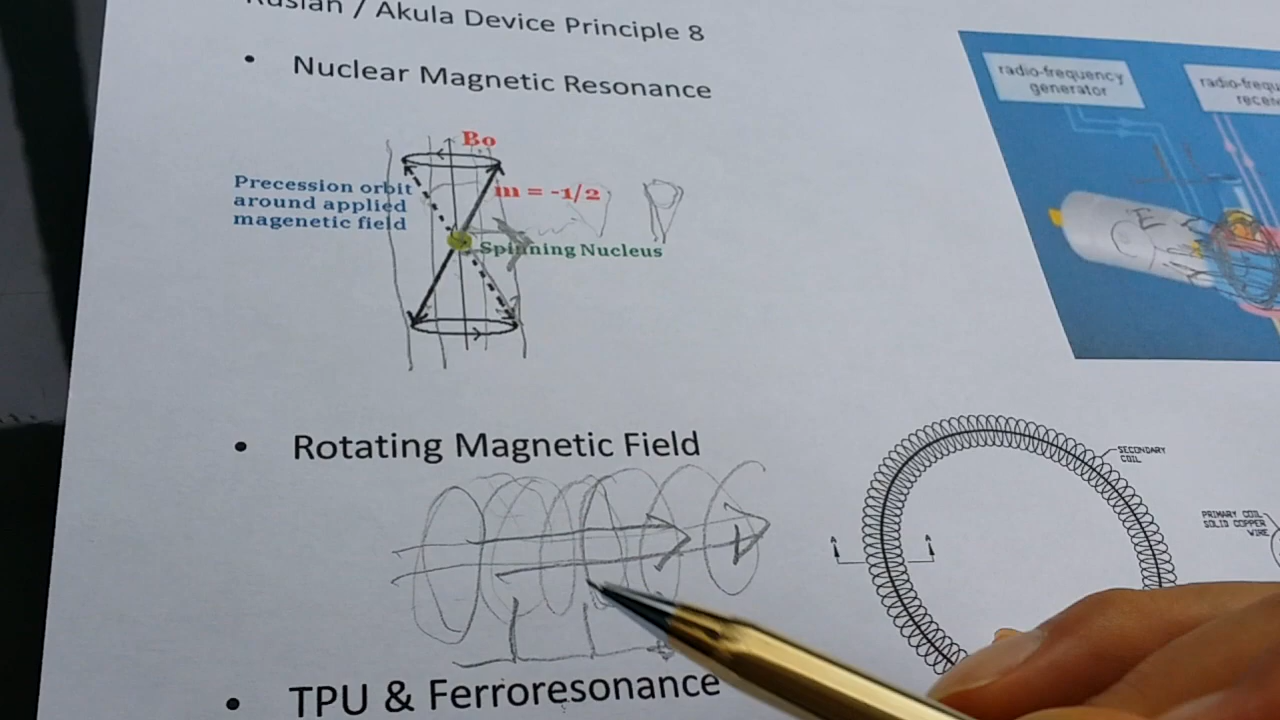 Ruslan / Akula Device Principle 8
• Nuclear Magnetic Resonance
Bo
Precession orbit
around applied
magenetic field
m = -1/2
Spinning Nucleus
radio-frequency
generator
• Rotating Magnetic Field
SECONDARY
COIL
PRIMARY COIL
SOLID COPPER
WIRE
A
A
• TPU & Ferroresonance